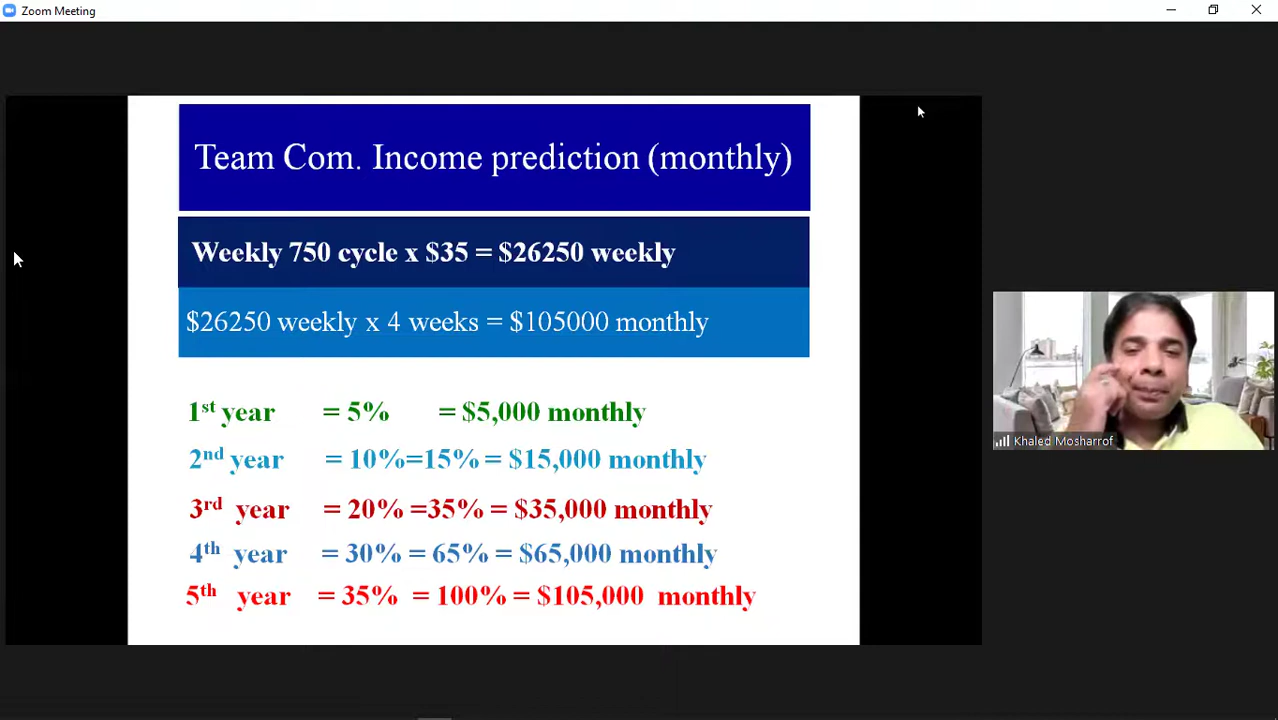 Zoom Meeting
Team Com. Income prediction (monthly)
Weekly 750 cycle x $35 = $26250 weekly
$26250 weekly x 4 weeks = $105000 monthly
1st year = 5% = $5,000 monthly
2nd year = 10%=15% = $15,000 monthly
3rd year = 20% =35% = $35,000 monthly
4th year = 30% = 65% = $65,000 monthly
5th year = 35% = 100% = $105,000 monthly
Khaled Mosharrof